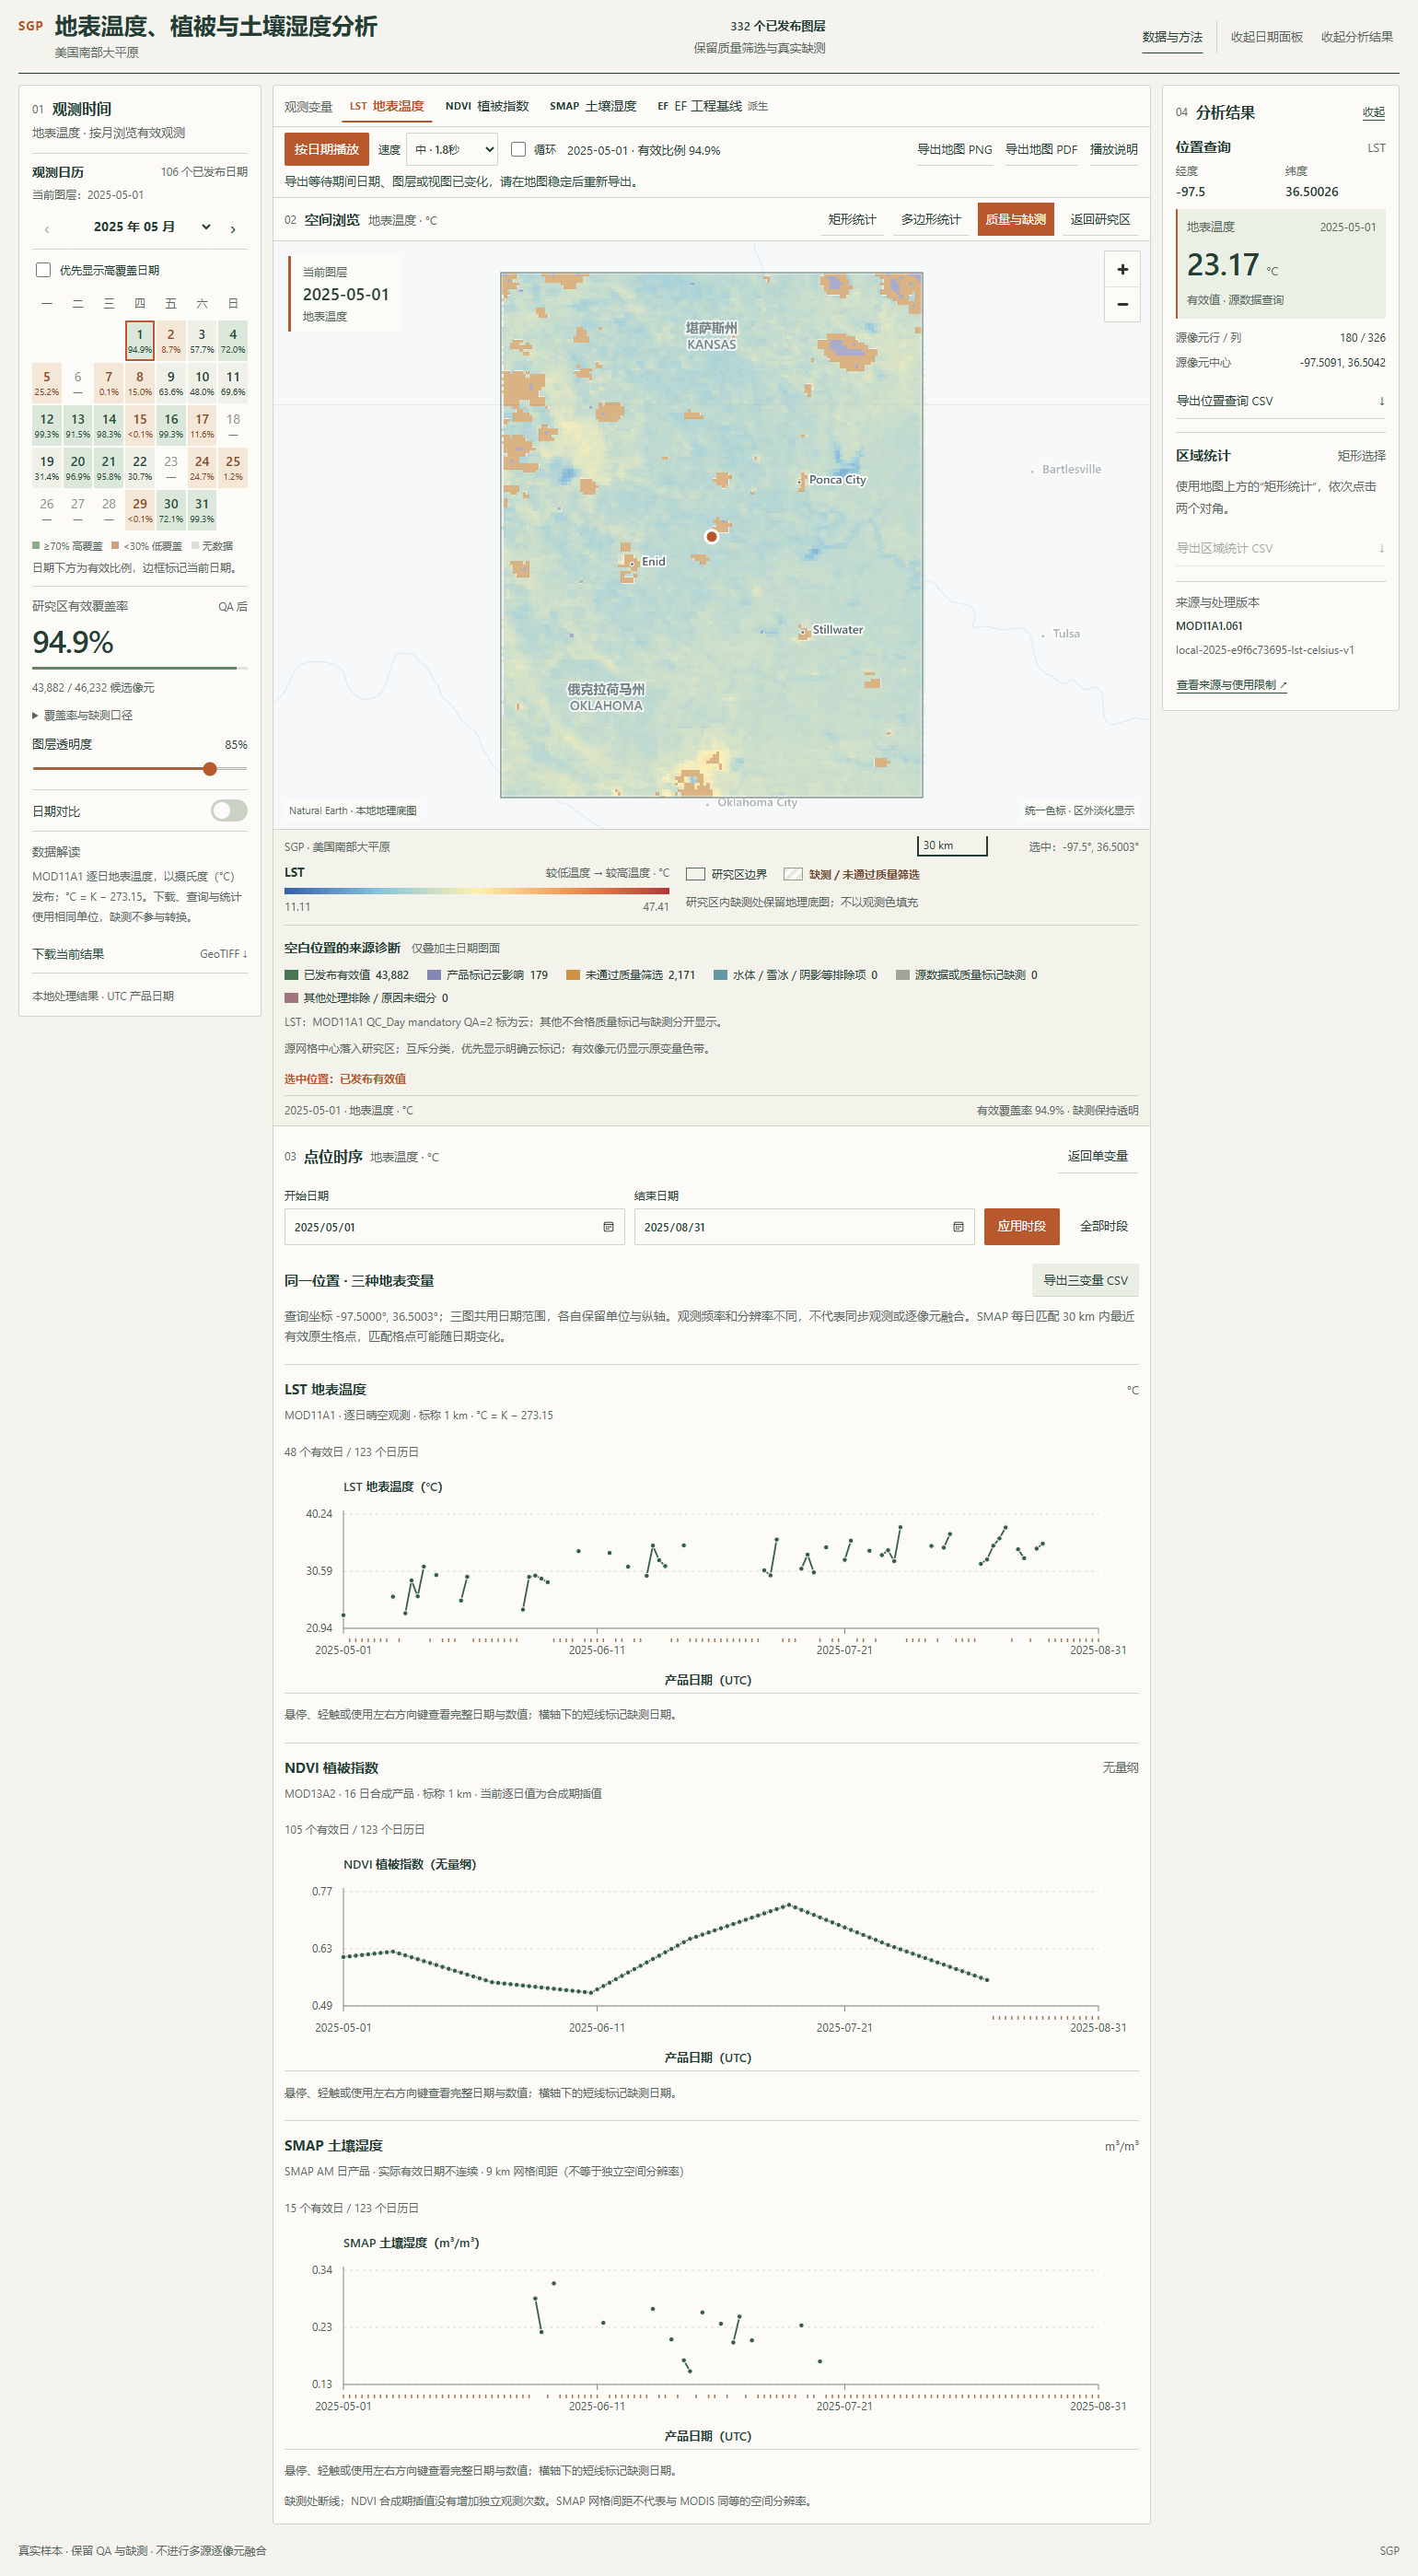 SGP 地表温度、植被与土壤湿度分析
美国南部大平原
332 个已发布图层
保留质量筛选与真实缺测
数据与方法
收起日期面板
收起分析结果
01 观测时间
地表温度 · 按月浏览有效观测
观测日历 106 个已发布日期
当前图层：2025-05-01
‹ 2025 年 05 月 ›
优先显示高覆盖日期
一 二 三 四 五 六 日
1 2 3 4
94.9% 8.7% 57.7% 72.0%
5 6 7 8 9 10 11
25.2% — 0.1% 15.0% 63.6% 48.0% 69.6%
12 13 14 15 16 17 18
99.3% 91.5% 98.3% <0.1% 99.3% 11.6% —
19 20 21 22 23 24 25
31.4% 96.9% 95.8% 30.7% — 24.7% 1.2%
26 27 28 29 30 31
— — — <0.1% 72.1% 99.3%
≥70% 高覆盖 <30% 低覆盖 无数据
日期下方为有效比例，边框标记当前日期。
研究区有效覆盖率 QA 后
94.9%
43,882 / 46,232 候选像元
▶ 覆盖率与缺测口径
图层透明度 85%
日期对比
数据解读
MOD11A1 逐日地表温度，以摄氏度（°C）
发布；°C = K − 273.15。下载、查询与统计
使用相同单位，缺测不参与转换。
下载当前结果 GeoTIFF ↓
本地处理结果 · UTC 产品日期
观测变量 LST 地表温度 NDVI 植被指数 SMAP 土壤湿度 EF EF 工程基线 派生
按日期播放 速度 中 · 1.8秒 循环 2025-05-01 · 有效比例 94.9% 导出地图 PNG 导出地图 PDF 播放说明
导出等待期间日期、图层或视图已变化，请在地图稳定后重新导出。
02 空间浏览 地表温度 · °C 矩形统计 多边形统计 质量与缺测 返回研究区
当前图层
2025-05-01
地表温度
+
−
堪萨斯州
KANSAS
Bartlesville
Ponca City
Enid
Stillwater
Tulsa
俄克拉荷马州
OKLAHOMA
Oklahoma City
Natural Earth · 本地地理底图
统一色标 · 区外淡化显示
SGP · 美国南部大平原 30 km 选中：-97.5°, 36.5003°
LST 较低温度 → 较高温度 · °C
11.11 47.41
研究区边界 缺测 / 未通过质量筛选
研究区内缺测处保留地理底图；不以观测色填充
空白位置的来源诊断 仅叠加主日期图面
已发布有效值 43,882 产品标记云影响 179 未通过质量筛选 2,171 水体 / 雪冰 / 阴影等排除项 0 源数据或质量标记缺测 0
其他处理排除 / 原因未细分 0
LST：MOD11A1 QC_Day mandatory QA=2 标为云；其他不合格质量标记与缺测分开显示。
源网格中心落入研究区；互斥分类，优先显示明确云标记；有效像元仍显示原变量色带。
选中位置：已发布有效值
2025-05-01 · 地表温度 · °C 有效覆盖率 94.9% · 缺测保持透明
03 点位时序 地表温度 · °C 返回单变量
开始日期 结束日期
2025/05/01 2025/08/31 应用时段 全部时段
同一位置 · 三种地表变量 导出三变量 CSV
查询坐标 -97.5000°, 36.5003°；三图共用日期范围，各自保留单位与纵轴。观测频率和分辨率不同，不代表同步观测或逐像元融合。SMAP 每日匹配 30 km 内最近
有效原生格点，匹配格点可能随日期变化。
LST 地表温度 °C
MOD11A1 · 逐日晴空观测 · 标称 1 km · °C = K − 273.15
48 个有效日 / 123 个日历日
LST 地表温度（°C）
40.24
30.59
20.94
2025-05-01 2025-06-11 2025-07-21 2025-08-31
产品日期（UTC）
悬停、轻触或使用左右方向键查看完整日期与数值；横轴下的短线标记缺测日期。
NDVI 植被指数 无量纲
MOD13A2 · 16 日合成产品 · 标称 1 km · 当前逐日值为合成期插值
105 个有效日 / 123 个日历日
NDVI 植被指数（无量纲）
0.77
0.63
0.49
2025-05-01 2025-06-11 2025-07-21 2025-08-31
产品日期（UTC）
悬停、轻触或使用左右方向键查看完整日期与数值；横轴下的短线标记缺测日期。
SMAP 土壤湿度 m³/m³
SMAP AM 日产品 · 实际有效日期不连续 · 9 km 网格间距（不等于独立空间分辨率）
15 个有效日 / 123 个日历日
SMAP 土壤湿度（m³/m³）
0.34
0.23
0.13
2025-05-01 2025-06-11 2025-07-21 2025-08-31
产品日期（UTC）
悬停、轻触或使用左右方向键查看完整日期与数值；横轴下的短线标记缺测日期。
缺测处断线；NDVI 合成期插值没有增加独立观测次数。SMAP 网格间距不代表与 MODIS 同等的空间分辨率。
04 分析结果 收起
位置查询 LST
经度 纬度
-97.5 36.50026
地表温度 2025-05-01
23.17 °C
有效值 · 源数据查询
源像元行 / 列 180 / 326
源像元中心 -97.5091, 36.5042
导出位置查询 CSV ↓
区域统计 矩形选择
使用地图上方的“矩形统计”，依次点击
两个对角。
导出区域统计 CSV ↓
来源与处理版本
MOD11A1.061
local-2025-e9f6c73695-lst-celsius-v1
查看来源与使用限制 ↗
真实样本 · 保留 QA 与缺测 · 不进行多源逐像元融合 SGP